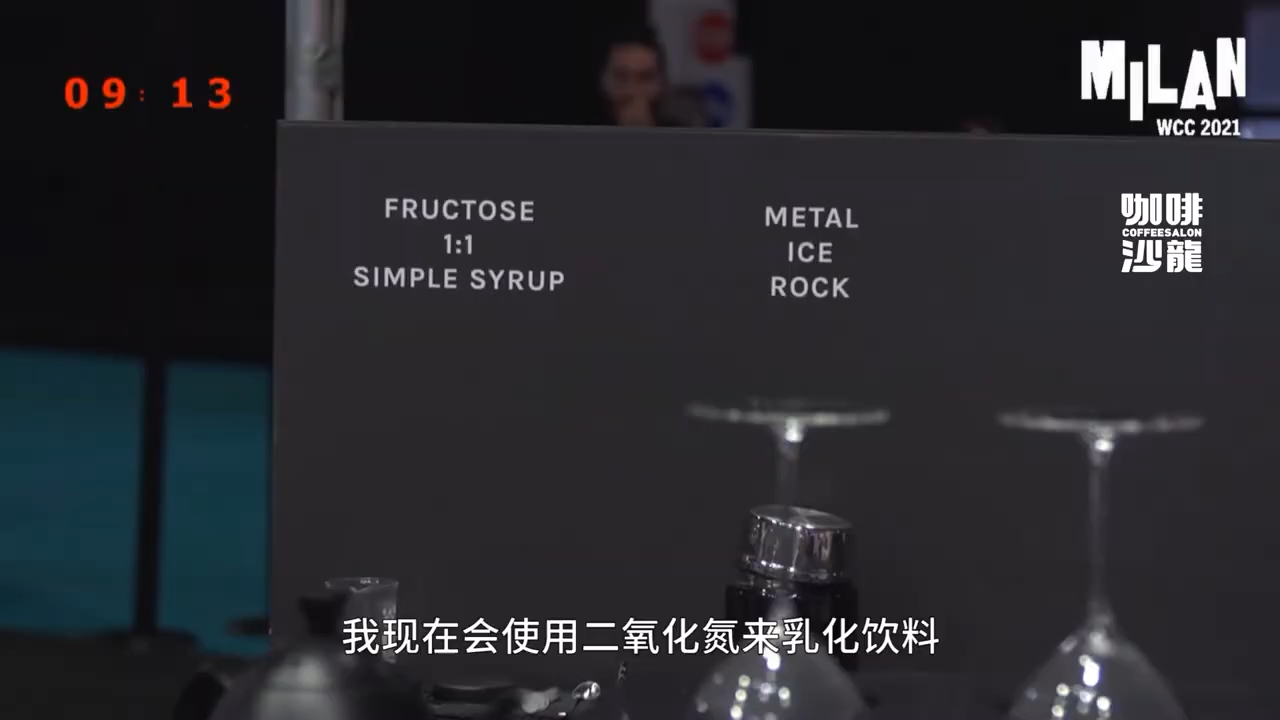 09:13
MILAN
WCC 2021
FRUCTOSE
1:1
SIMPLE SYRUP
METAL
ICE
ROCK
咖啡
COFFEESALON
沙龍
我现在会使用二氧化氮来乳化饮料